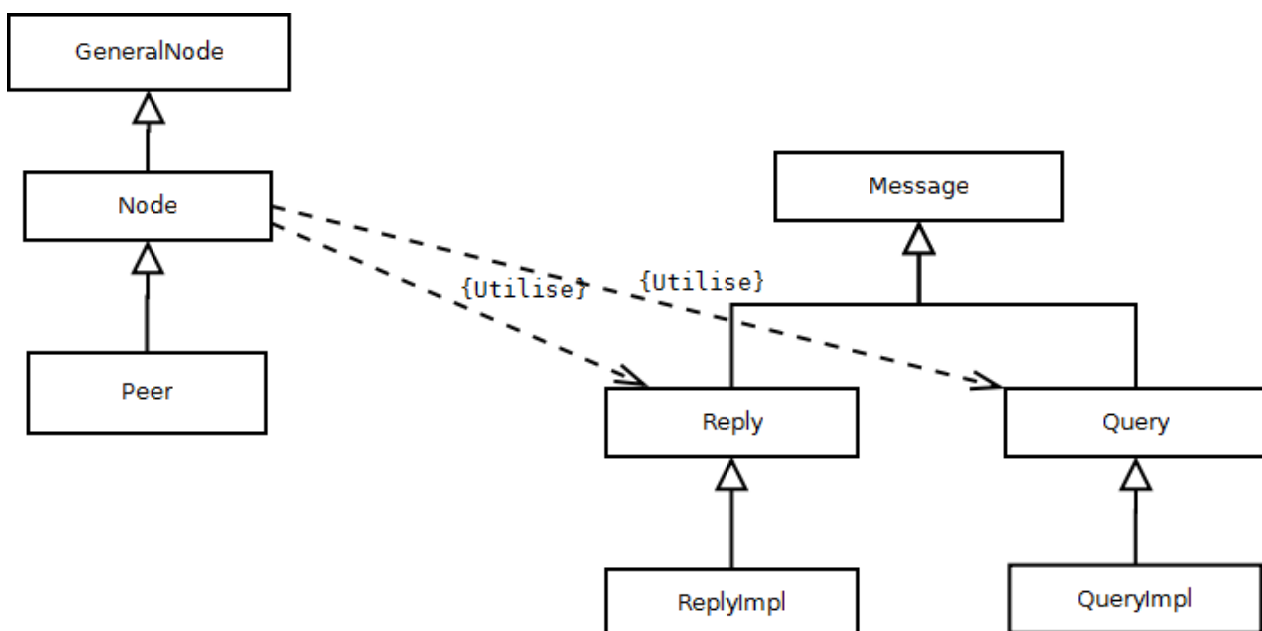 GeneralNode
Message
Node
{Utilise}
{Utilise}
Peer
Reply
Query
ReplyImpl
QueryImpl